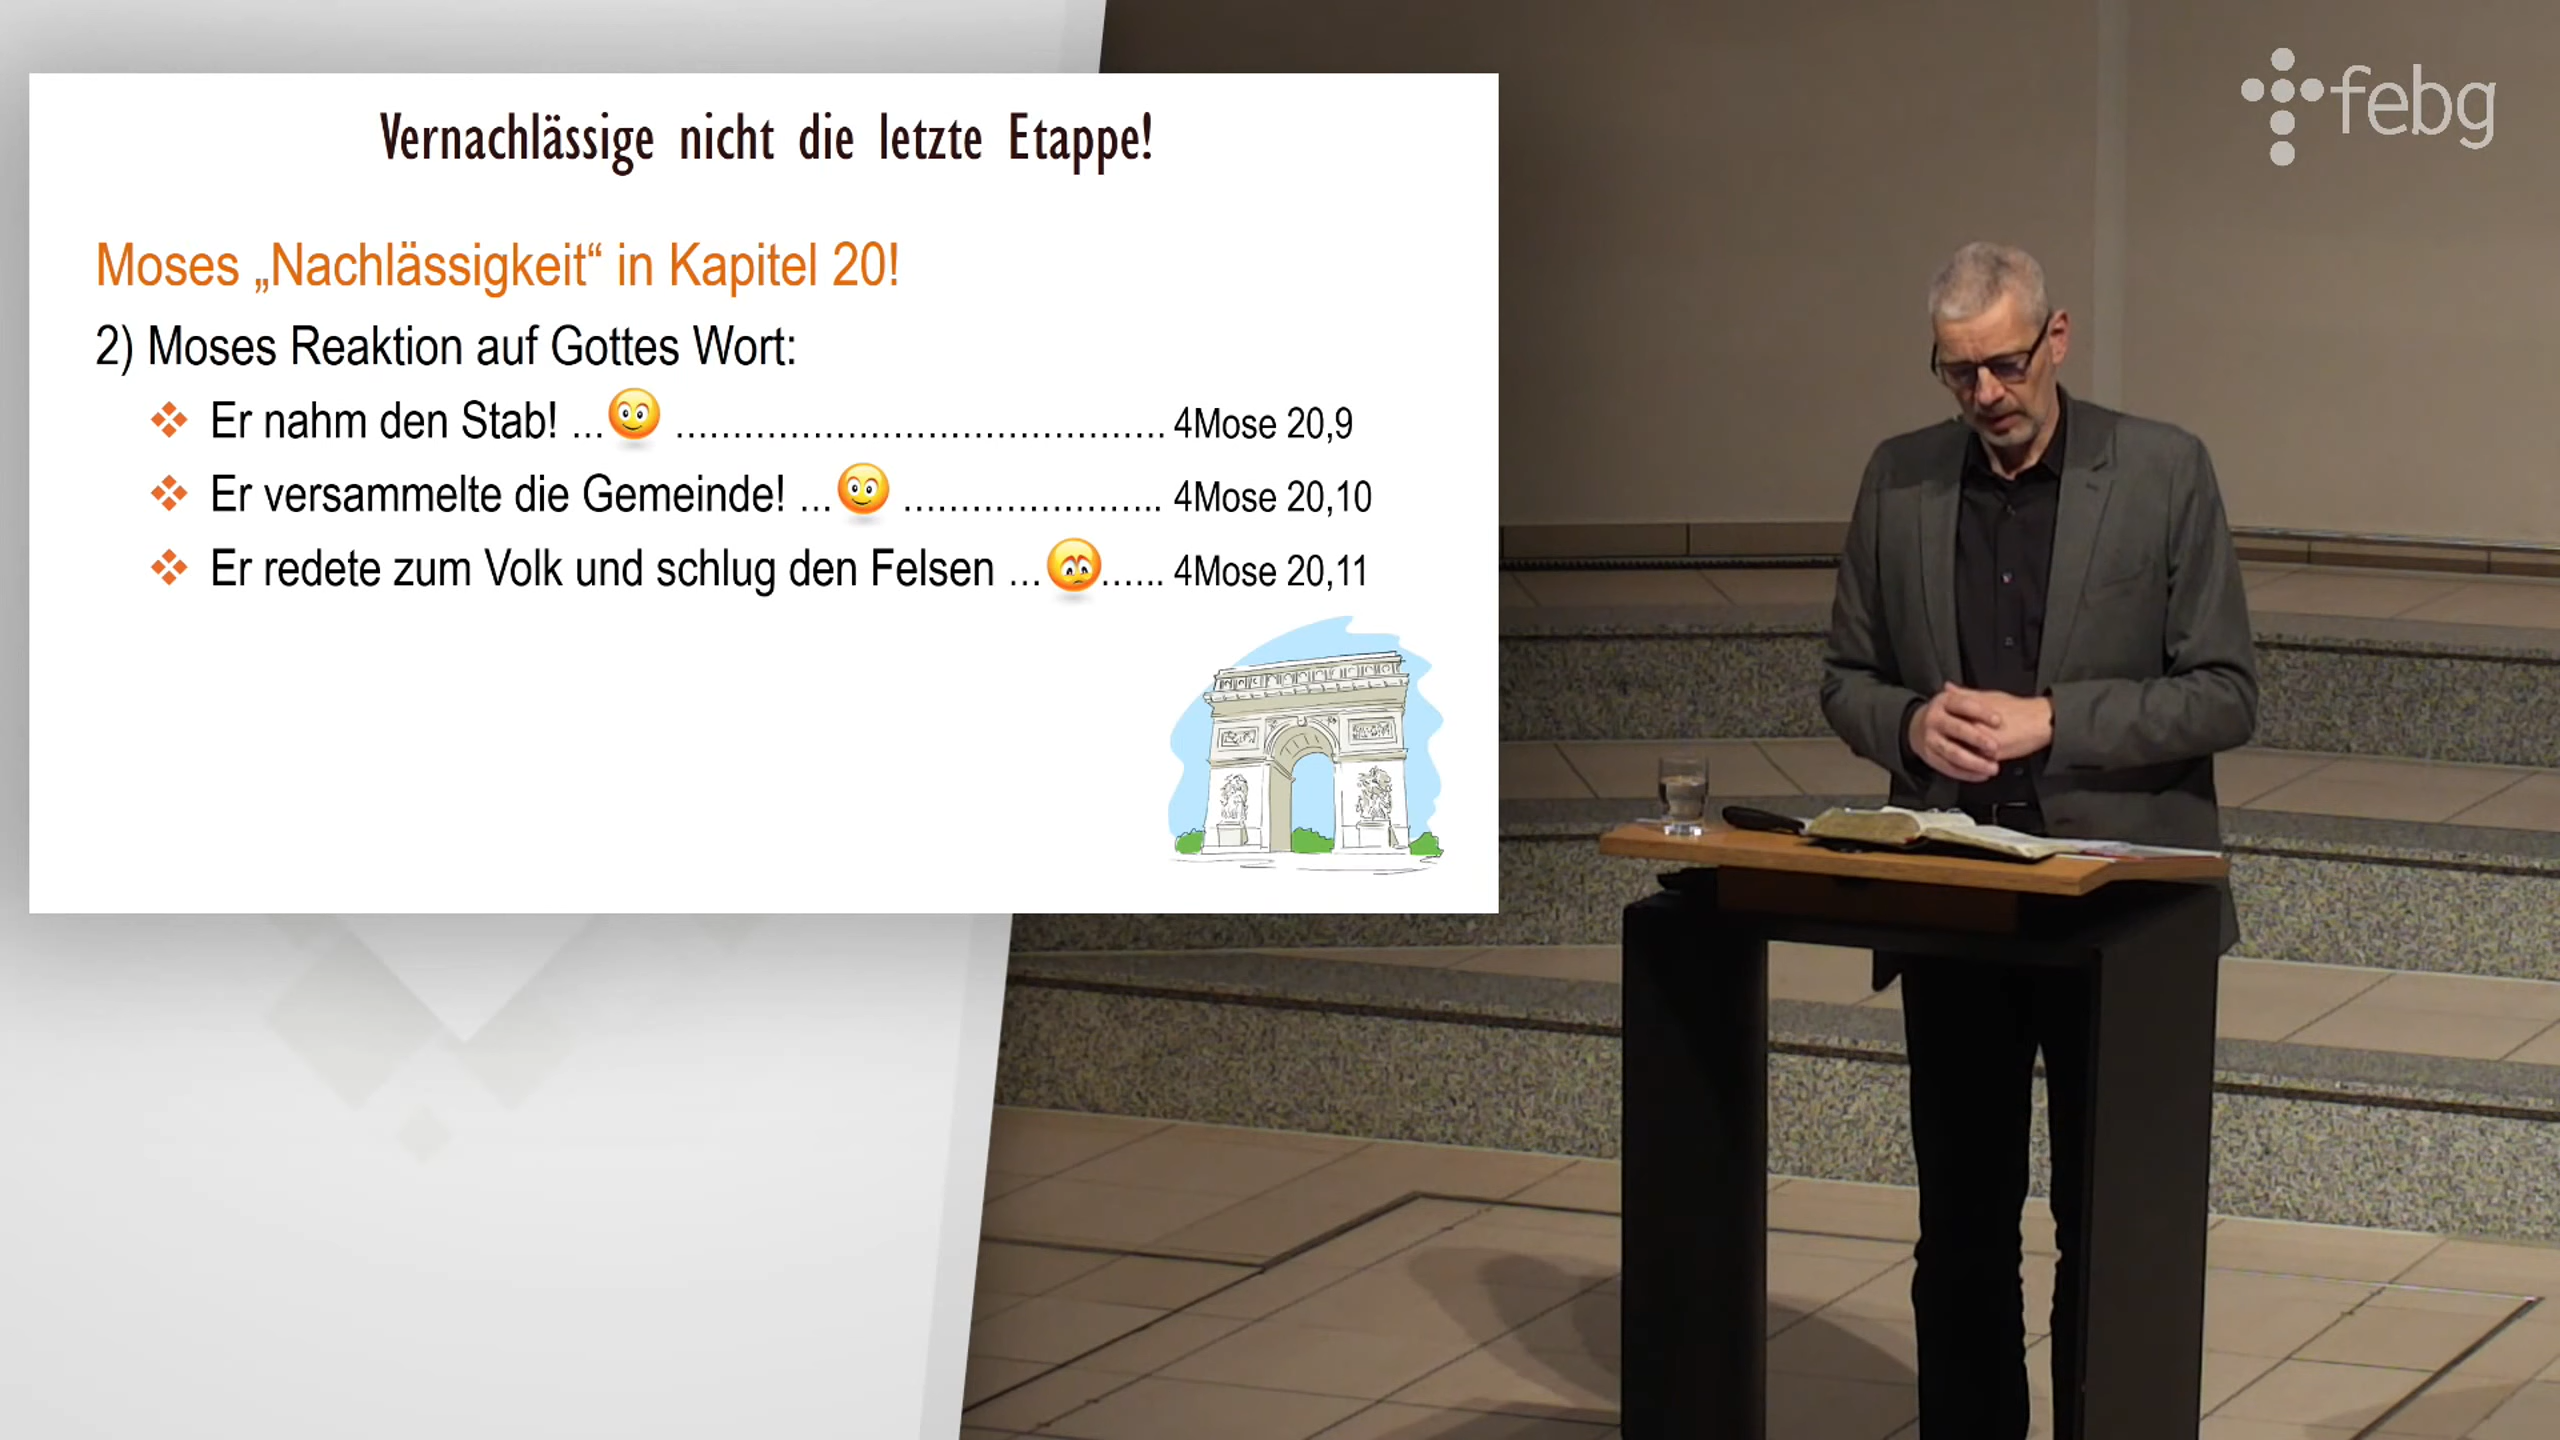 Vernachlässige nicht die letzte Etappe!
Moses „Nachlässigkeit“ in Kapitel 20!
2) Moses Reaktion auf Gottes Wort:
❖ Er nahm den Stab! ... ........................................... 4Mose 20,9
❖ Er versammelte die Gemeinde! ... ....................... 4Mose 20,10
❖ Er redete zum Volk und schlug den Felsen ... ...... 4Mose 20,11
febg